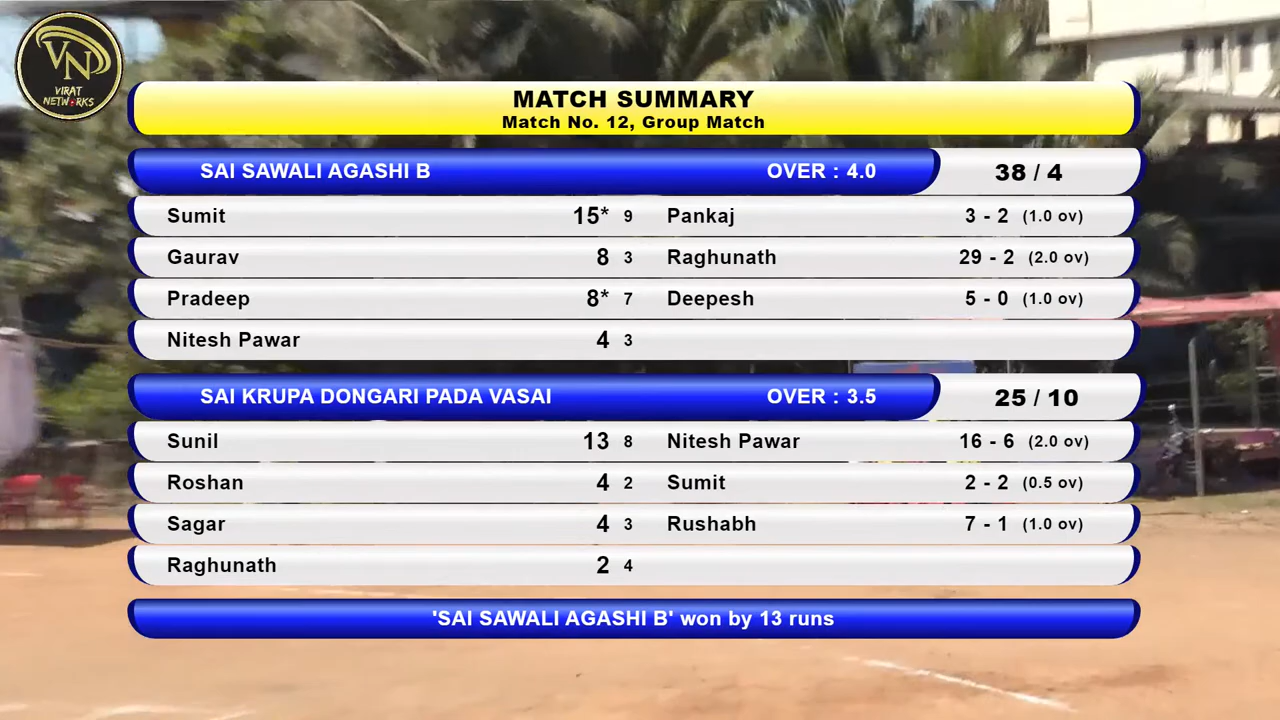 VN
VIRAT
NETWORKS
MATCH SUMMARY
Match No. 12, Group Match
SAI SAWALI AGASHI B OVER : 4.0 38 / 4
Sumit 15* 9 Pankaj 3 - 2 (1.0 ov)
Gaurav 8 3 Raghunath 29 - 2 (2.0 ov)
Pradeep 8* 7 Deepesh 5 - 0 (1.0 ov)
Nitesh Pawar 4 3
SAI KRUPA DONGARI PADA VASAI OVER : 3.5 25 / 10
Sunil 13 8 Nitesh Pawar 16 - 6 (2.0 ov)
Roshan 4 2 Sumit 2 - 2 (0.5 ov)
Sagar 4 3 Rushabh 7 - 1 (1.0 ov)
Raghunath 2 4
'SAI SAWALI AGASHI B' won by 13 runs